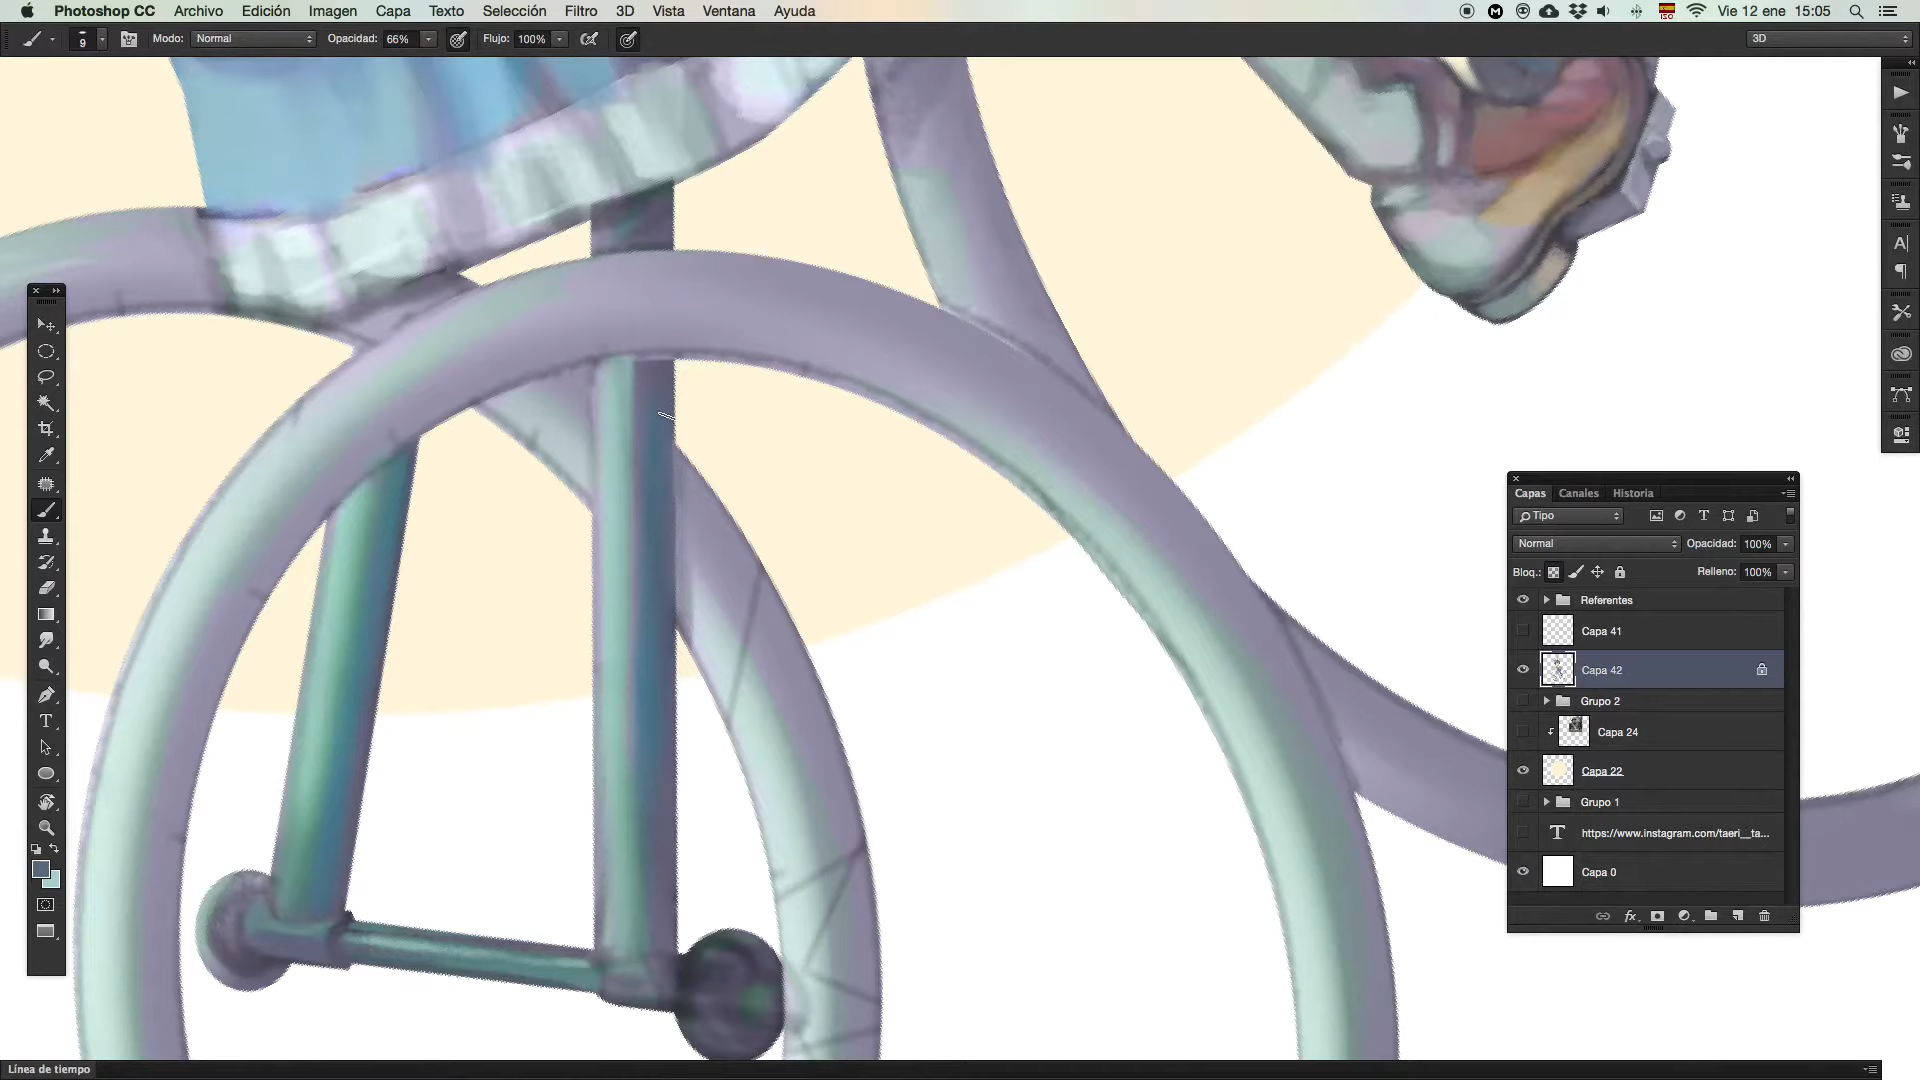 Photoshop CC Archivo Edición Imagen Capa Texto Selección Filtro 3D Vista Ventana Ayuda
ISO Vie 12 ene 15:05
9 Modo: Normal Opacidad: 66% Flujo: 100% 3D
Capas Canales Historia
Tipo
Normal Opacidad: 100%
Bloq.: Relleno: 100%
Referentes
Capa 41
Capa 42
Grupo 2
Capa 24
Capa 22
Grupo 1
https://www.instagram.com/taeri__ta...
Capa 0
Línea de tiempo